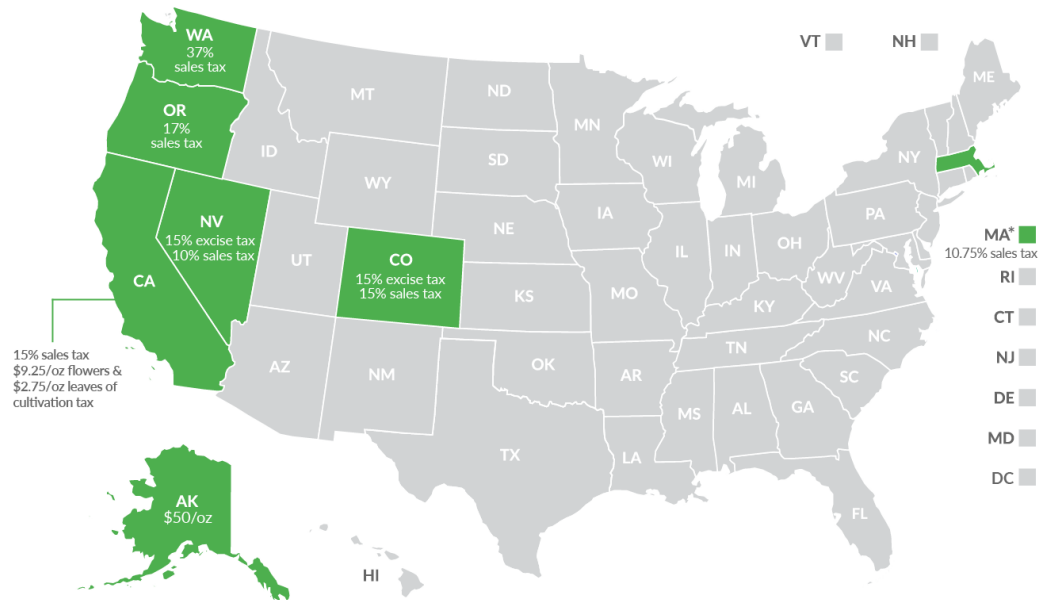 WA
37%
sales tax
VT
NH
ME
MT
ND
OR
17%
sales tax
MN
ID
SD
WI
NY
WY
MI
NV
15% excise tax
10% sales tax
IA
PA
NE
MA*
10.75% sales tax
IL
IN
OH
UT
CO
15% excise tax
15% sales tax
CA
RI
WV
VA
KS
MO
KY
CT
NC
TN
15% sales tax
$9.25/oz flowers &
$2.75/oz leaves of
cultivation tax
NJ
AZ
NM
OK
AR
SC
DE
MS
AL
GA
MD
TX
LA
DC
AK
$50/oz
FL
HI